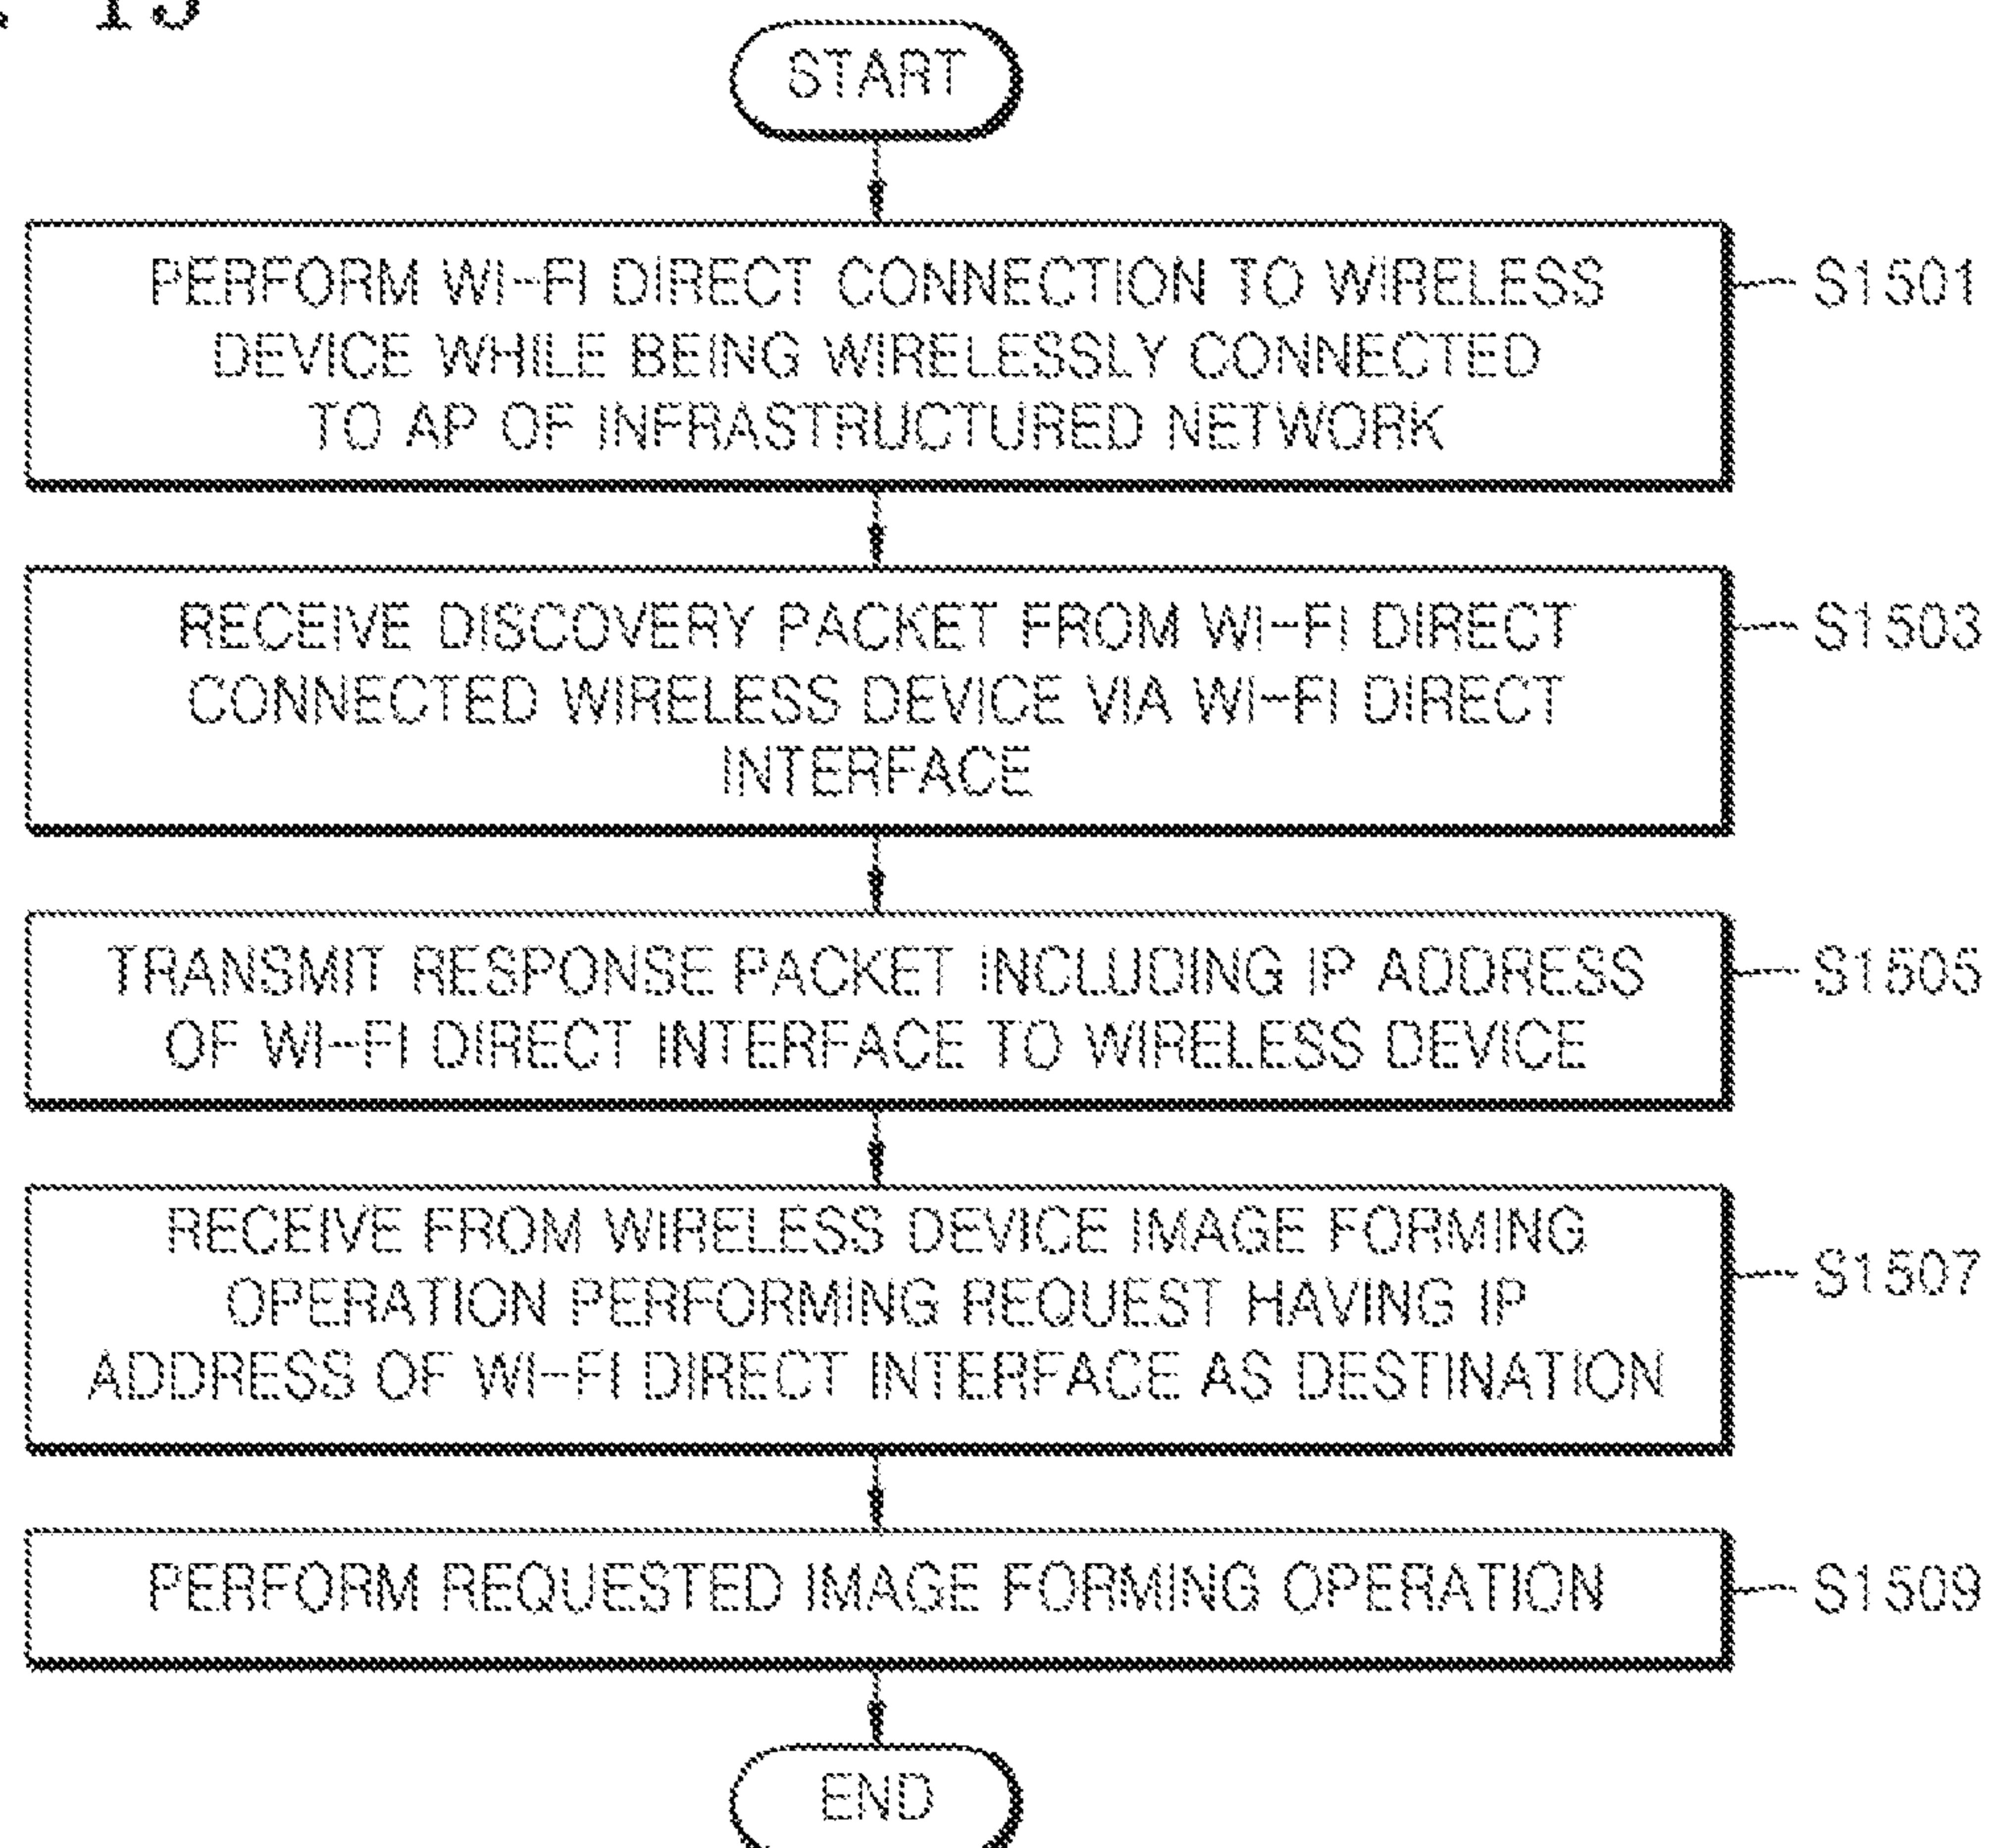 15
START
PERFORM WI-FI DIRECT CONNECTION TO WIRELESS
DEVICE WHILE BEING WIRELESSLY CONNECTED
TO AP OF INFRASTRUCTURED NETWORK
S1501
RECEIVE DISCOVERY PACKET FROM WI-FI DIRECT
CONNECTED WIRELESS DEVICE VIA WI-FI DIRECT
INTERFACE
S1503
TRANSMIT RESPONSE PACKET INCLUDING IP ADDRESS
OF WI-FI DIRECT INTERFACE TO WIRELESS DEVICE
S1505
RECEIVE FROM WIRELESS DEVICE IMAGE FORMING
OPERATION PERFORMING REQUEST HAVING IP
ADDRESS OF WI-FI DIRECT INTERFACE AS DESTINATION
S1507
PERFORM REQUESTED IMAGE FORMING OPERATION
S1509
END